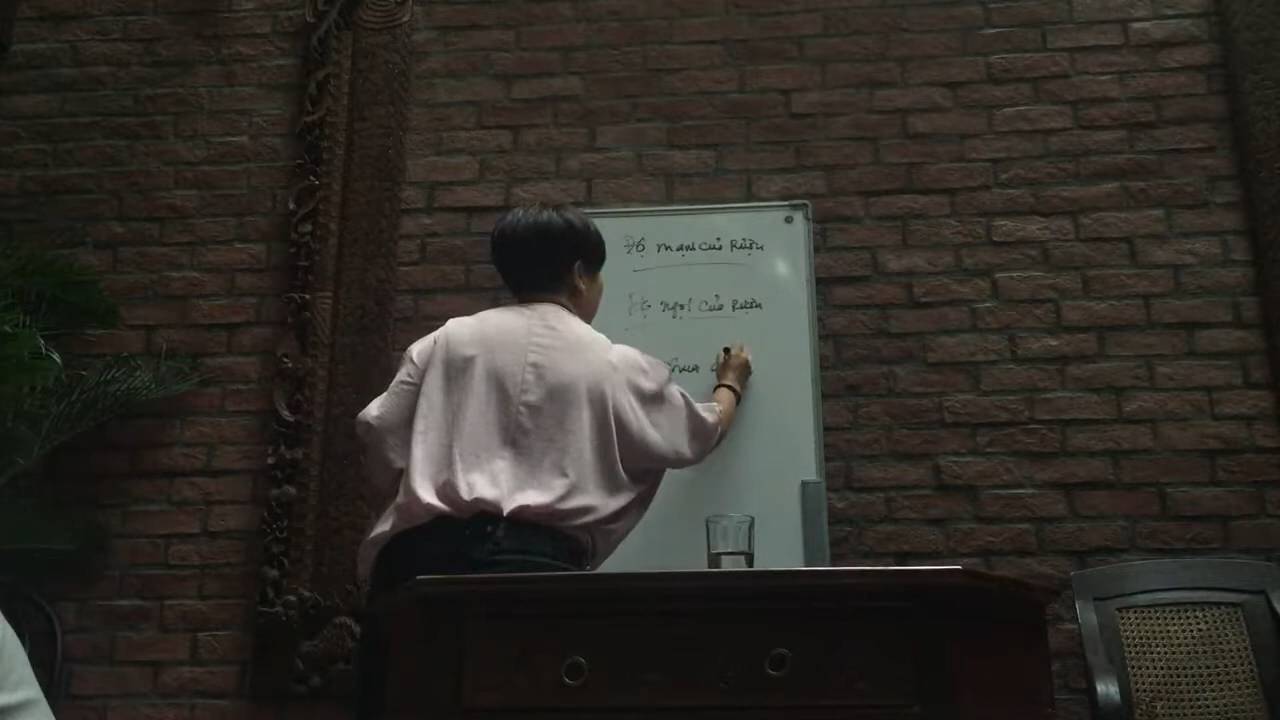 Độ mạnh của Rượu
Độ ngọt của Rượu